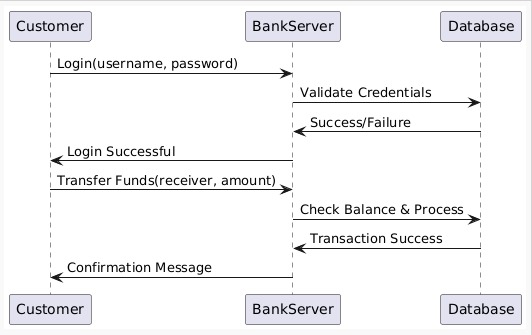 Customer BankServer Database
Login(username, password)
Validate Credentials
Success/Failure
Login Successful
Transfer Funds(receiver, amount)
Check Balance & Process
Transaction Success
Confirmation Message
Customer BankServer Database